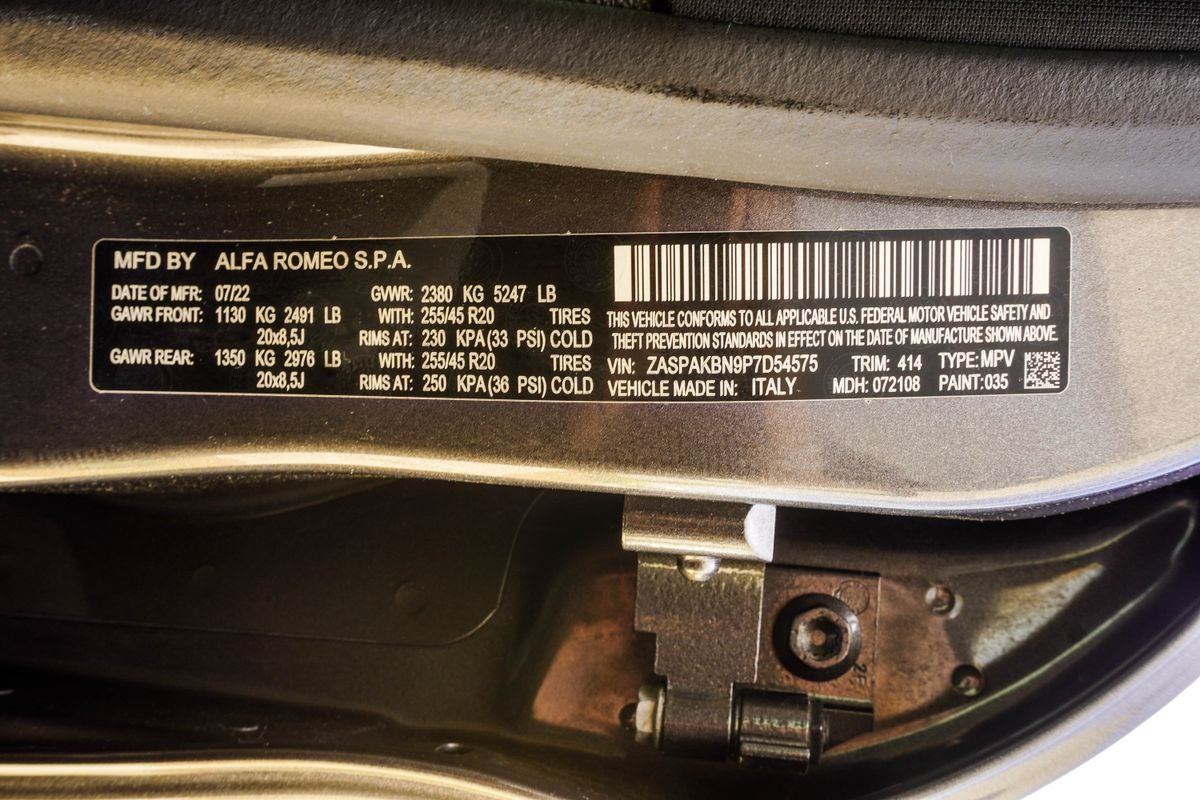 MFD BY ALFA ROMEO S.P.A.
DATE OF MFR: 07/22 GVWR: 2380 KG 5247 LB
GAWR FRONT: 1130 KG 2491 LB WITH: 255/45 R20 TIRES
20x8,5J RIMS AT: 230 KPA (33 PSI) COLD
GAWR REAR: 1350 KG 2976 LB WITH: 255/45 R20 TIRES
20x8,5J RIMS AT: 250 KPA (36 PSI) COLD
THIS VEHICLE CONFORMS TO ALL APPLICABLE U.S. FEDERAL MOTOR VEHICLE SAFETY AND
THEFT PREVENTION STANDARDS IN EFFECT ON THE DATE OF MANUFACTURE SHOWN ABOVE.
VIN: ZASPAKBN9P7D54575 TRIM: 414 TYPE: MPV
VEHICLE MADE IN: ITALY MDH: 072108 PAINT: 035